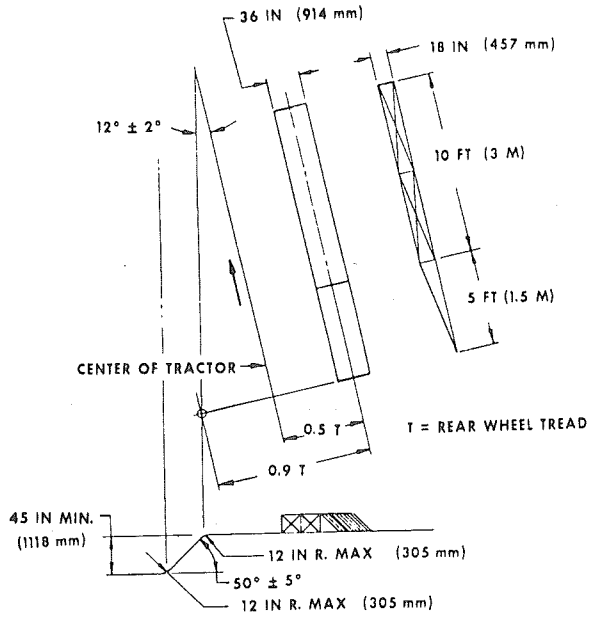 36 IN (914 mm)
18 IN (457 mm)
12° ± 2°
10 FT (3 M)
5 FT (1.5 M)
CENTER OF TRACTOR
0.5 T
T = REAR WHEEL TREAD
0.9 T
45 IN MIN.
(1118 mm)
12 IN R. MAX (305 mm)
50° ± 5°
12 IN R. MAX (305 mm)